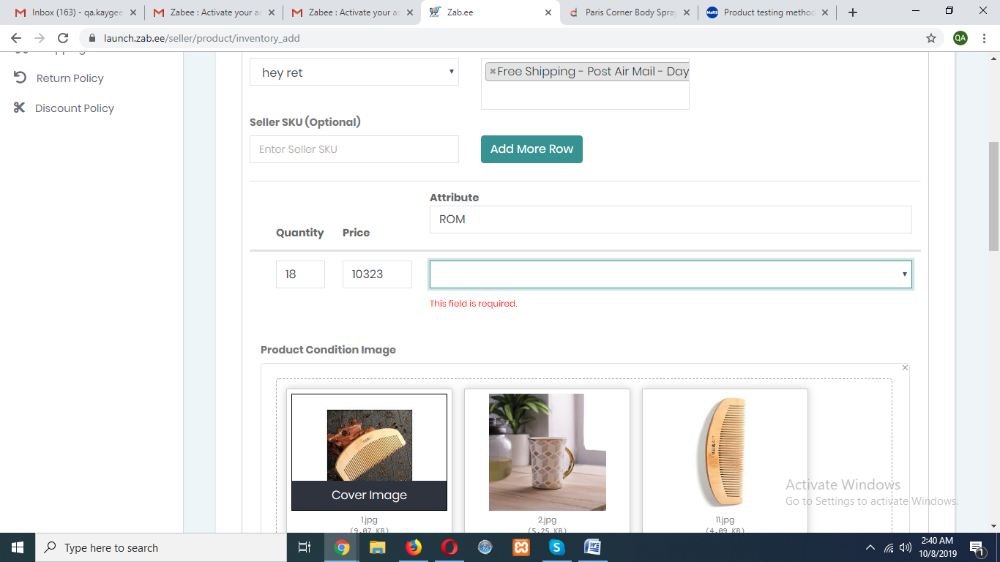 Inbox (163) - qa.kaygee
Zabee : Activate your ac
Zabee : Activate your ac
Zab.ee
Paris Corner Body Spray
MaRS
Product testing method
launch.zab.ee/seller/product/inventory_add
QA
Return Policy
Discount Policy
hey ret
×Free Shipping - Post Air Mail - Day
Seller SKU (Optional)
Enter Seller SKU
Add More Row
Attribute
ROM
Quantity
Price
18
10323
This field is required.
Product Condition Image
Cover Image
1.jpg
2.jpg
11.jpg
(9.07 KB)
(5.25 KB)
(4.09 KB)
Activate Windows
Go to Settings to activate Windows.
Type here to search
2:40 AM
10/8/2019
1